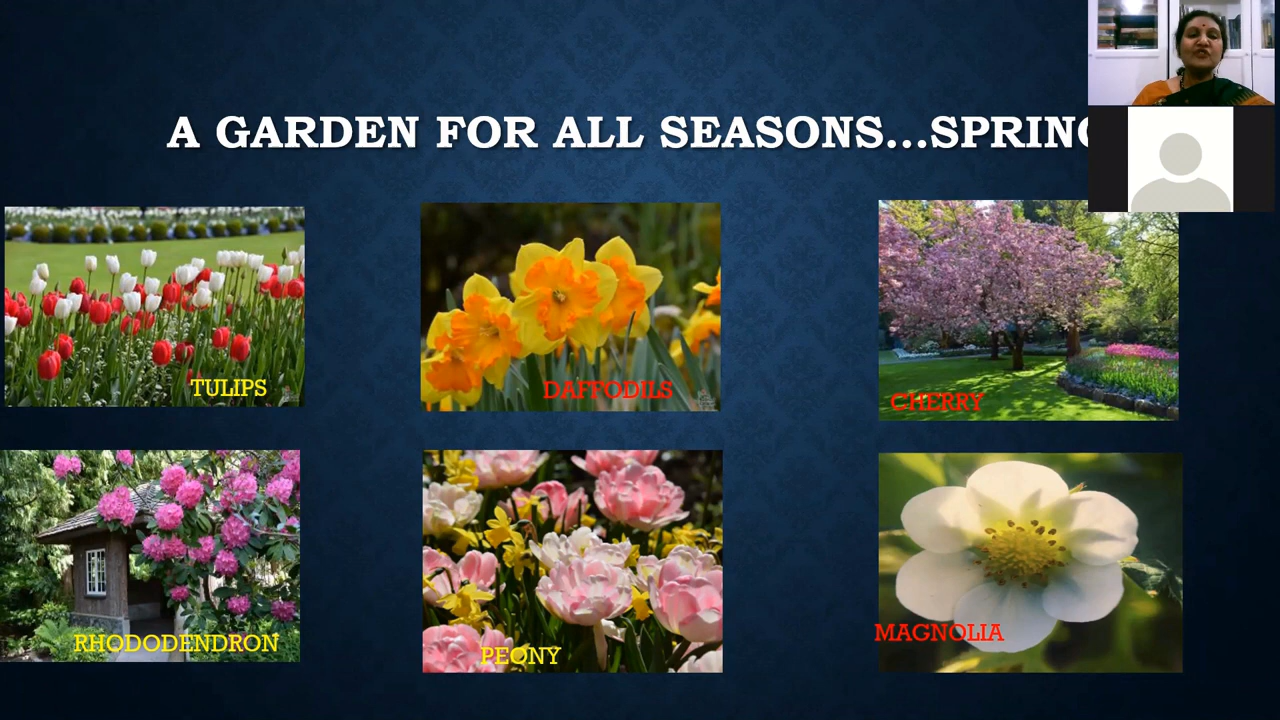 A GARDEN FOR ALL SEASONS...SPRING
TULIPS
DAFFODILS
CHERRY
RHODODENDRON
PEONY
MAGNOLIA